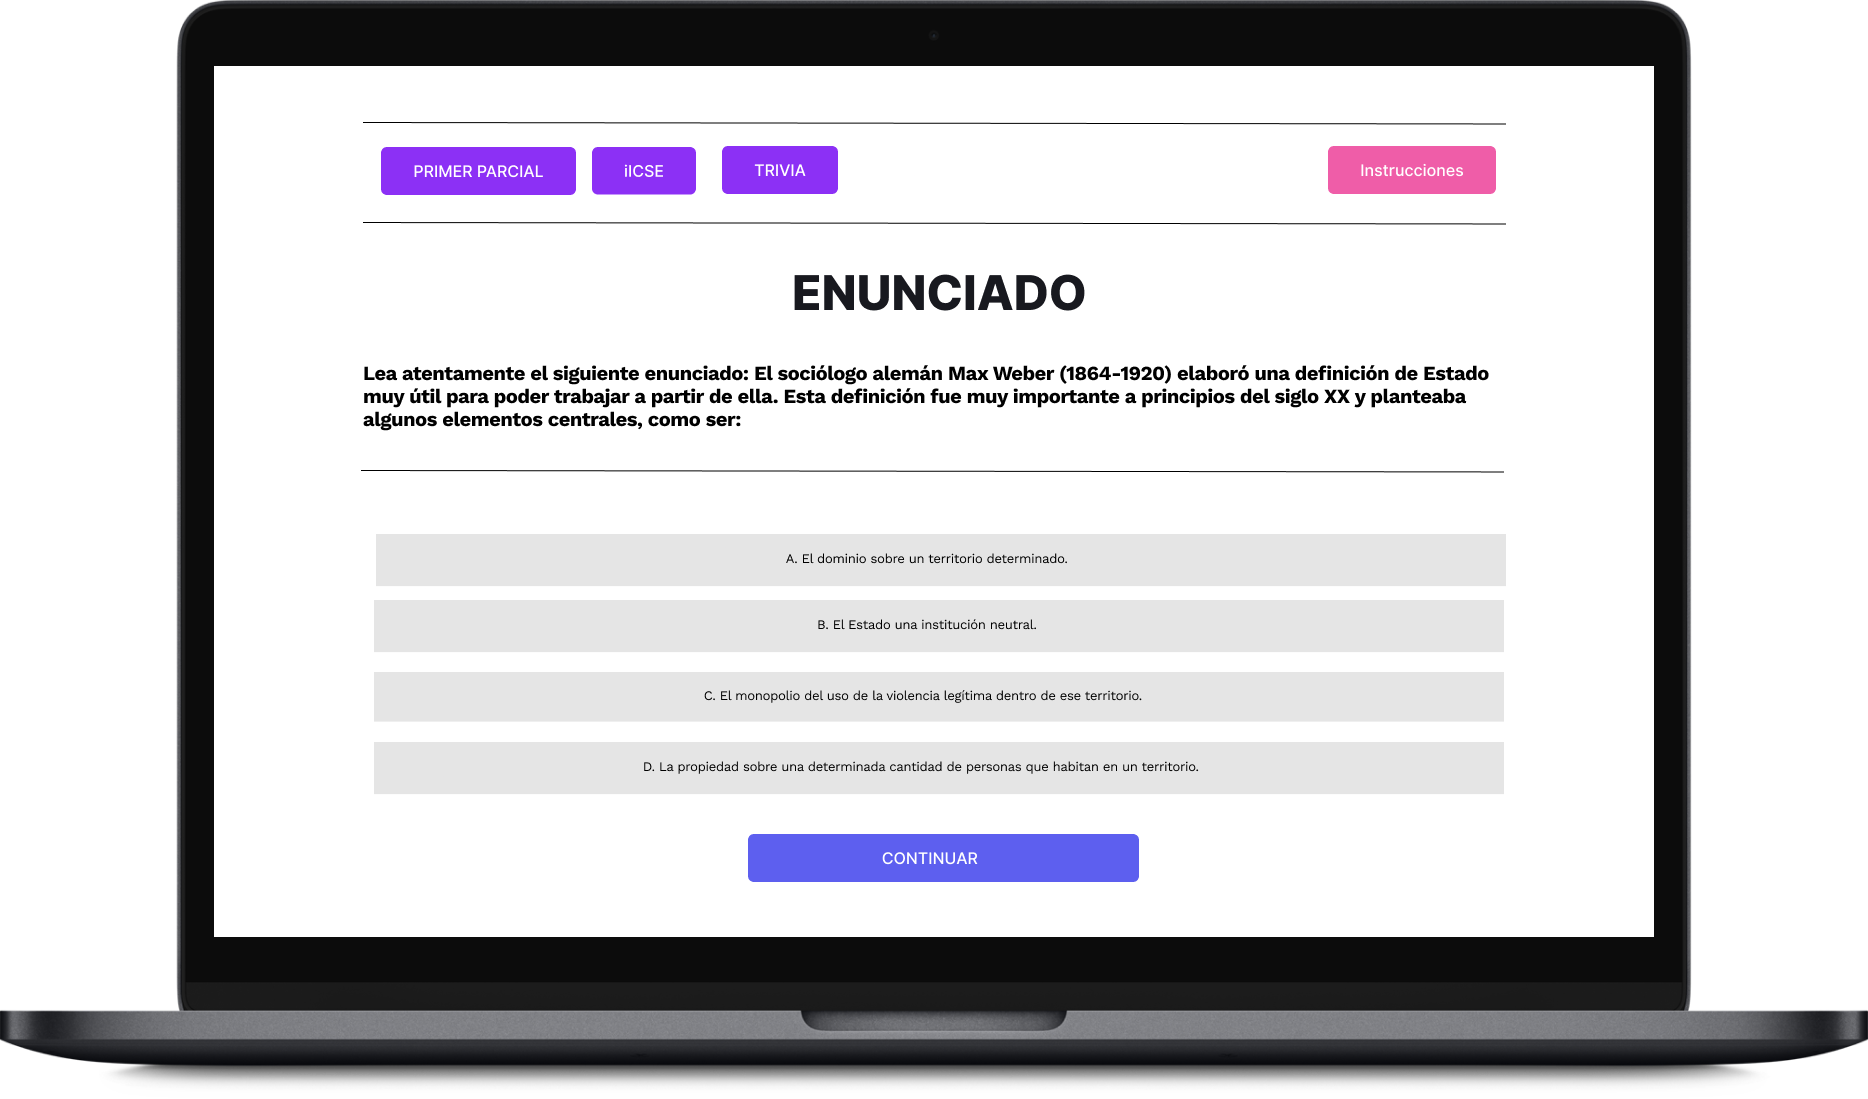 PRIMER PARCIAL iICSE TRIVIA Instrucciones
ENUNCIADO
Lea atentamente el siguiente enunciado: El sociólogo alemán Max Weber (1864-1920) elaboró una definición de Estado
muy útil para poder trabajar a partir de ella. Esta definición fue muy importante a principios del siglo XX y planteaba
algunos elementos centrales, como ser:
A. El dominio sobre un territorio determinado.
B. El Estado una institución neutral.
C. El monopolio del uso de la violencia legítima dentro de ese territorio.
D. La propiedad sobre una determinada cantidad de personas que habitan en un territorio.
CONTINUAR